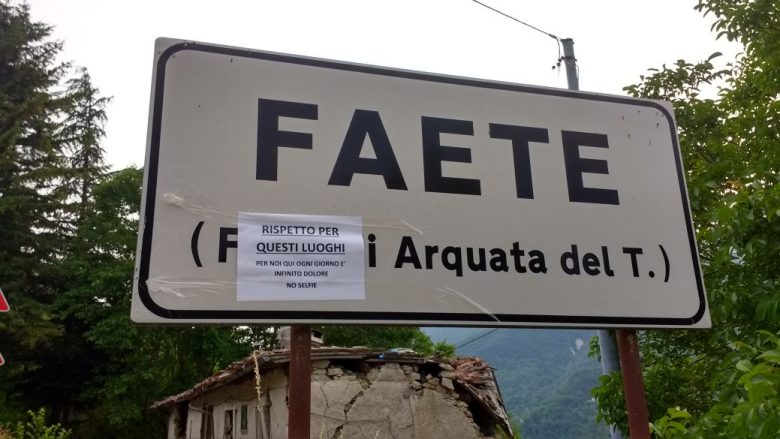 FAETE
(F i Arquata del T.)
RISPETTO PER
QUESTI LUOGHI
PER NOI QUI OGNI GIORNO E'
INFINITO DOLORE
NO SELFIE